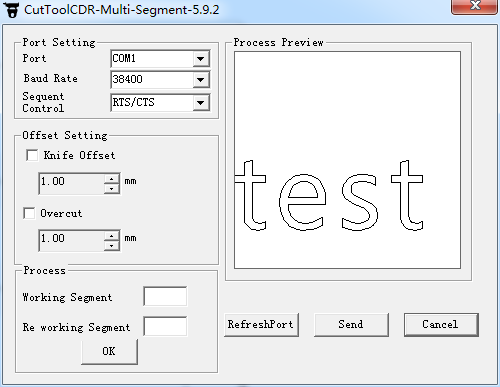 CutToolCDR-Multi-Segment-5.9.2
Port Setting
Port
COM1
Baud Rate
38400
Sequent
Control
RTS/CTS
Offset Setting
Knife Offset
1.00
mm
Overcut
1.00
mm
Process
Working Segment
Re working Segment
OK
Process Preview
test
RefreshPort
Send
Cancel